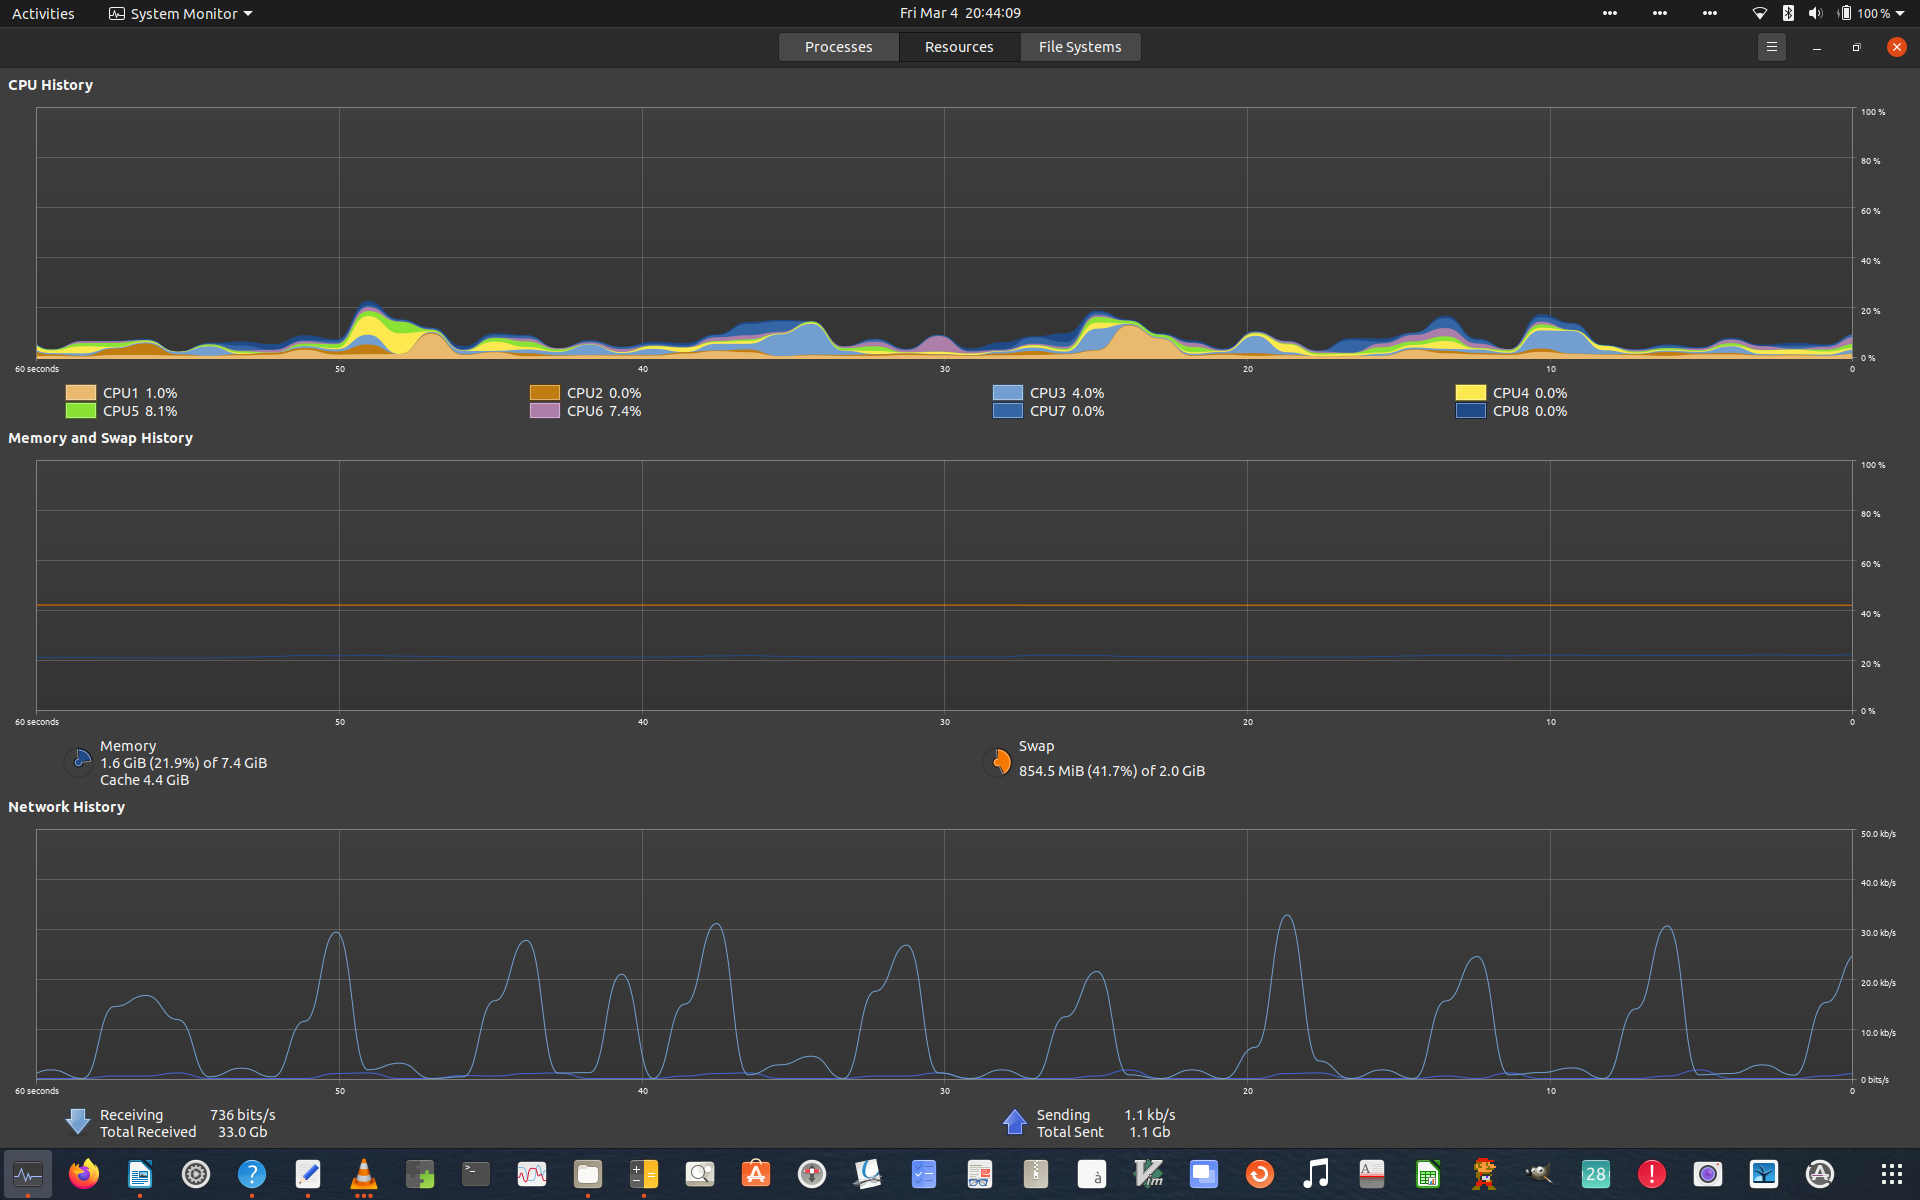 Activities System Monitor Fri Mar 4 20:44:09 100 %
Processes Resources File Systems
CPU History
100 %
80 %
60 %
40 %
20 %
0 %
60 seconds 50 40 30 20 10 0
CPU1 1.0% CPU2 0.0% CPU3 4.0% CPU4 0.0%
CPU5 8.1% CPU6 7.4% CPU7 0.0% CPU8 0.0%
Memory and Swap History
100 %
80 %
60 %
40 %
20 %
0 %
60 seconds 50 40 30 20 10 0
Memory
1.6 GiB (21.9%) of 7.4 GiB
Cache 4.4 GiB
Swap
854.5 MiB (41.7%) of 2.0 GiB
Network History
50.0 kb/s
40.0 kb/s
30.0 kb/s
20.0 kb/s
10.0 kb/s
0 bits/s
60 seconds 50 40 30 20 10 0
Receiving 736 bits/s Sending 1.1 kb/s
Total Received 33.0 Gb Total Sent 1.1 Gb
? >_ à Vim A 28 !